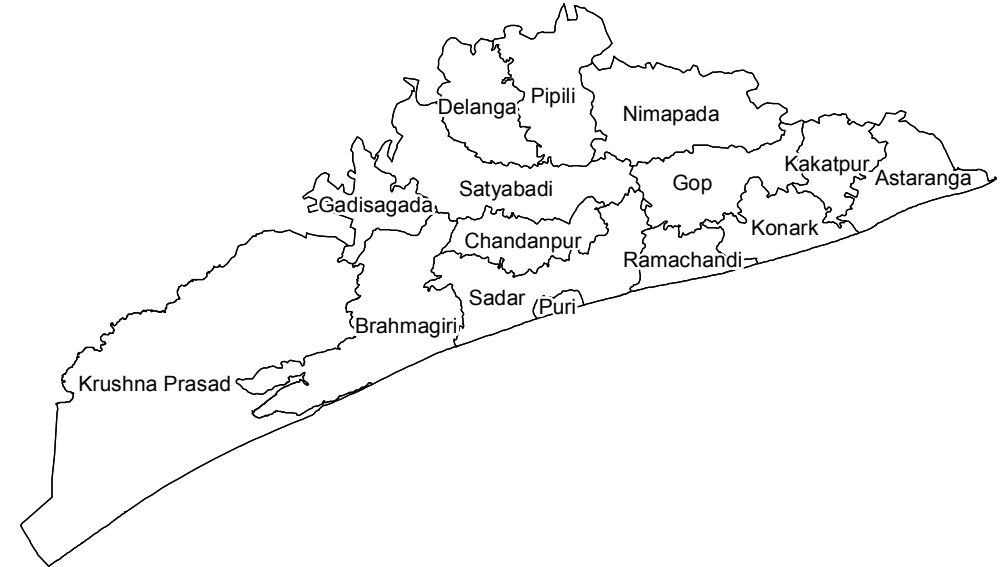 Pipili
Delanga
Nimapada
Kakatpur
Astaranga
Gop
Satyabadi
Gadisagada
Konark
Chandanpur
Ramachandi
Sadar
Puri
Brahmagiri
Krushna Prasad